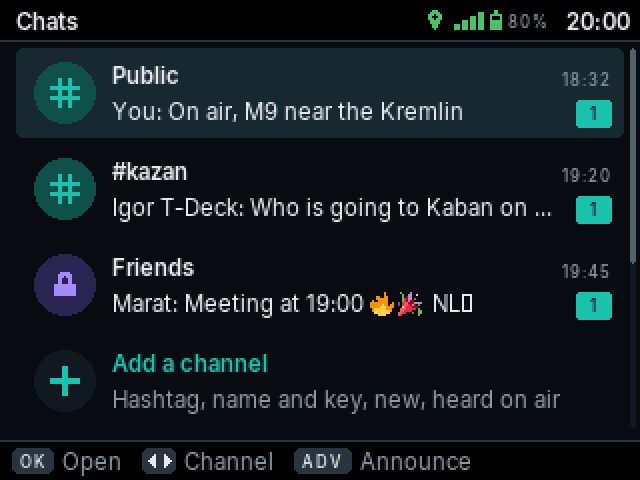 Chats 80% 20:00
Public 18:32
You: On air, M9 near the Kremlin 1
#kazan 19:20
Igor T-Deck: Who is going to Kaban on ... 1
Friends 19:45
Marat: Meeting at 19:00 🔥🎉 NL▯ 1
Add a channel
Hashtag, name and key, new, heard on air
OK Open ◀▶ Channel ADV Announce